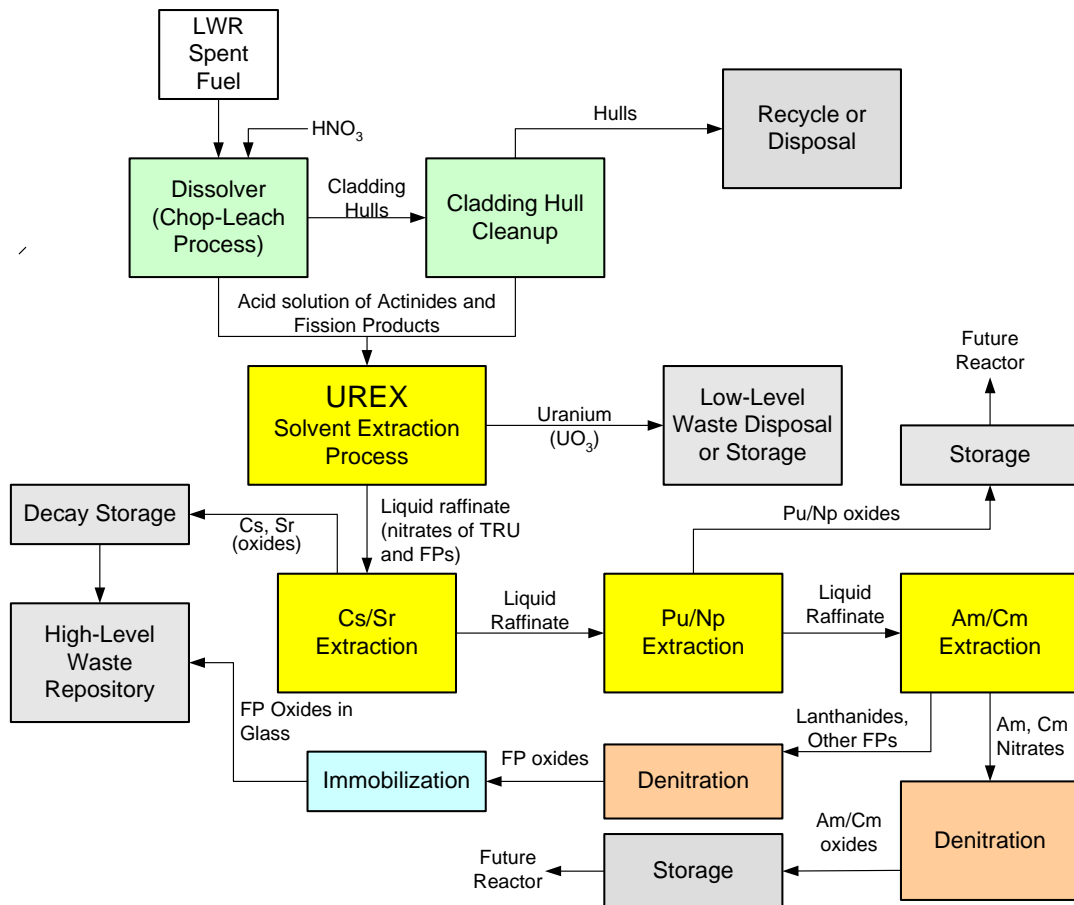 LWR
Spent
Fuel
HNO₃
Hulls
Recycle or
Disposal
Dissolver
(Chop-Leach
Process)
Cladding
Hulls
Cladding Hull
Cleanup
Acid solution of Actinides and
Fission Products
Future
Reactor
UREX
Solvent Extraction
Process
Uranium
(UO₃)
Low-Level
Waste Disposal
or Storage
Storage
Decay Storage
Cs, Sr
(oxides)
Liquid raffinate
(nitrates of TRU
and FPs)
Pu/Np oxides
High-Level
Waste
Repository
Cs/Sr
Extraction
Liquid
Raffinate
Pu/Np
Extraction
Liquid
Raffinate
Am/Cm
Extraction
FP Oxides in
Glass
Lanthanides,
Other FPs
Am, Cm
Nitrates
Immobilization
FP oxides
Denitration
Denitration
Am/Cm
oxides
Storage
Future
Reactor